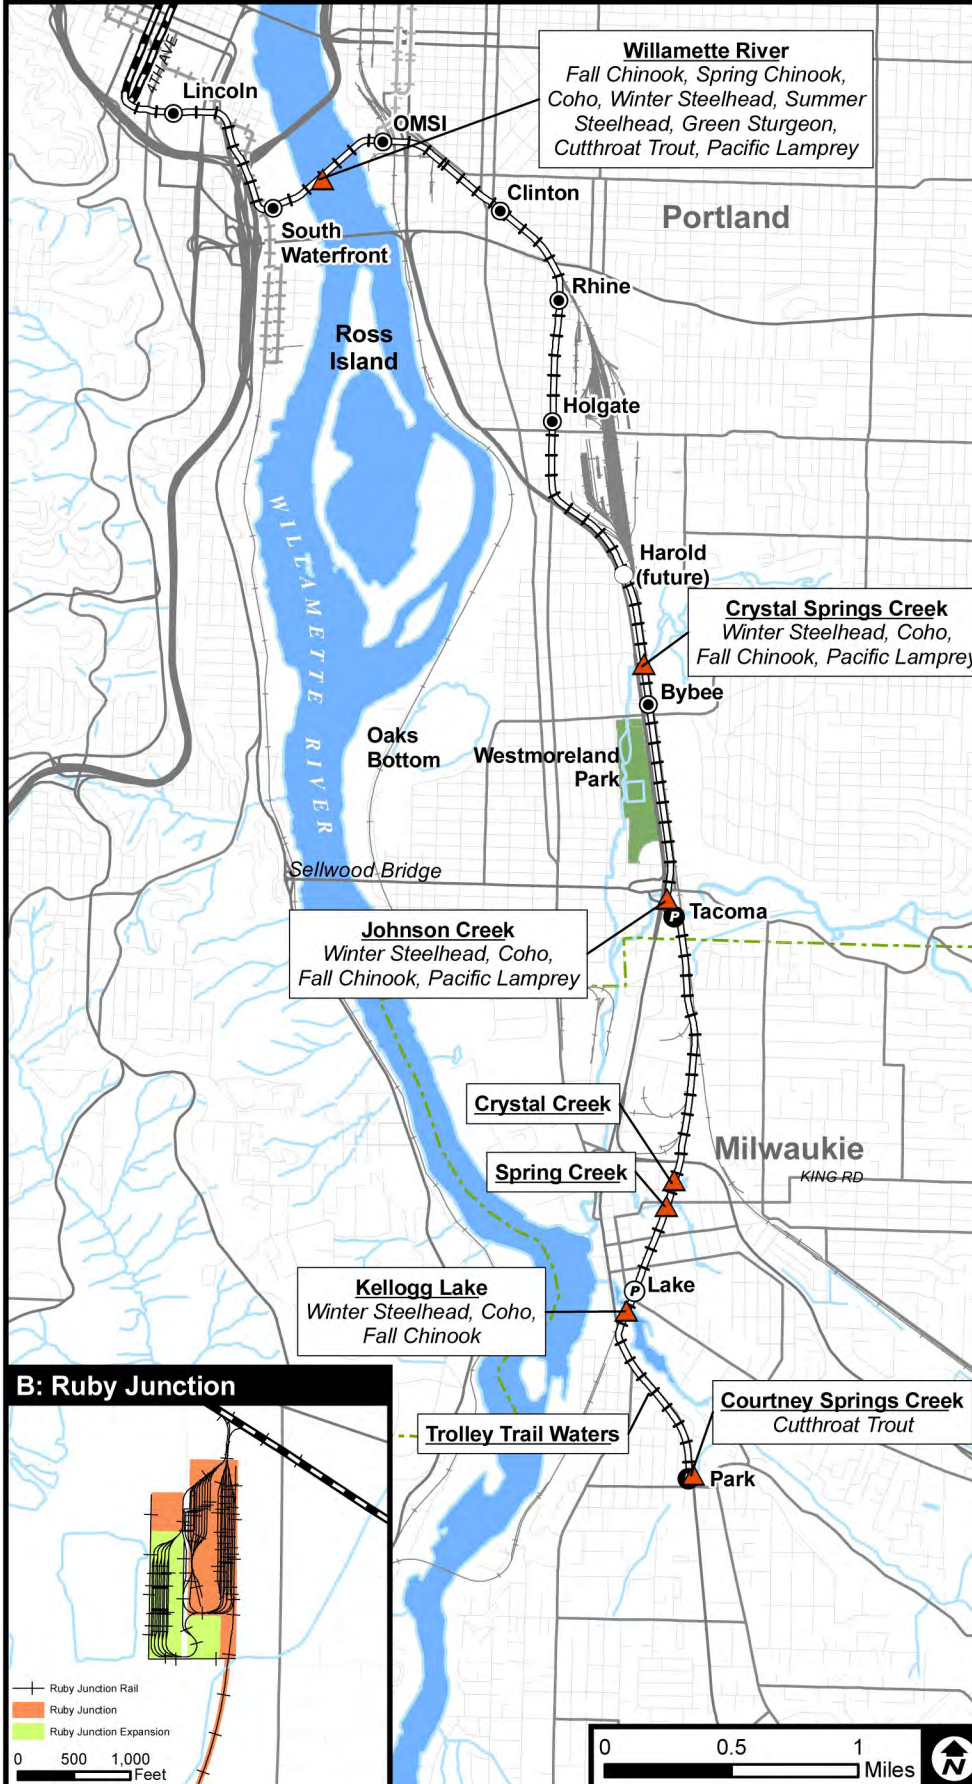 4TH AVE
Lincoln
Willamette River
Fall Chinook, Spring Chinook,
Coho, Winter Steelhead, Summer
Steelhead, Green Sturgeon,
Cutthroat Trout, Pacific Lamprey
OMSI
Clinton
Portland
South
Waterfront
Rhine
Ross
Island
Holgate
WILLAMETTE RIVER
Harold
(future)
Crystal Springs Creek
Winter Steelhead, Coho,
Fall Chinook, Pacific Lamprey
Bybee
Oaks
Bottom
Westmoreland
Park
Sellwood Bridge
P
Tacoma
Johnson Creek
Winter Steelhead, Coho,
Fall Chinook, Pacific Lamprey
Crystal Creek
Milwaukie
Spring Creek
KING RD
P
Lake
Kellogg Lake
Winter Steelhead, Coho,
Fall Chinook
B: Ruby Junction
Courtney Springs Creek
Cutthroat Trout
Trolley Trail Waters
Park
Ruby Junction Rail
Ruby Junction
Ruby Junction Expansion
0 500 1,000
Feet
0 0.5 1
Miles
N